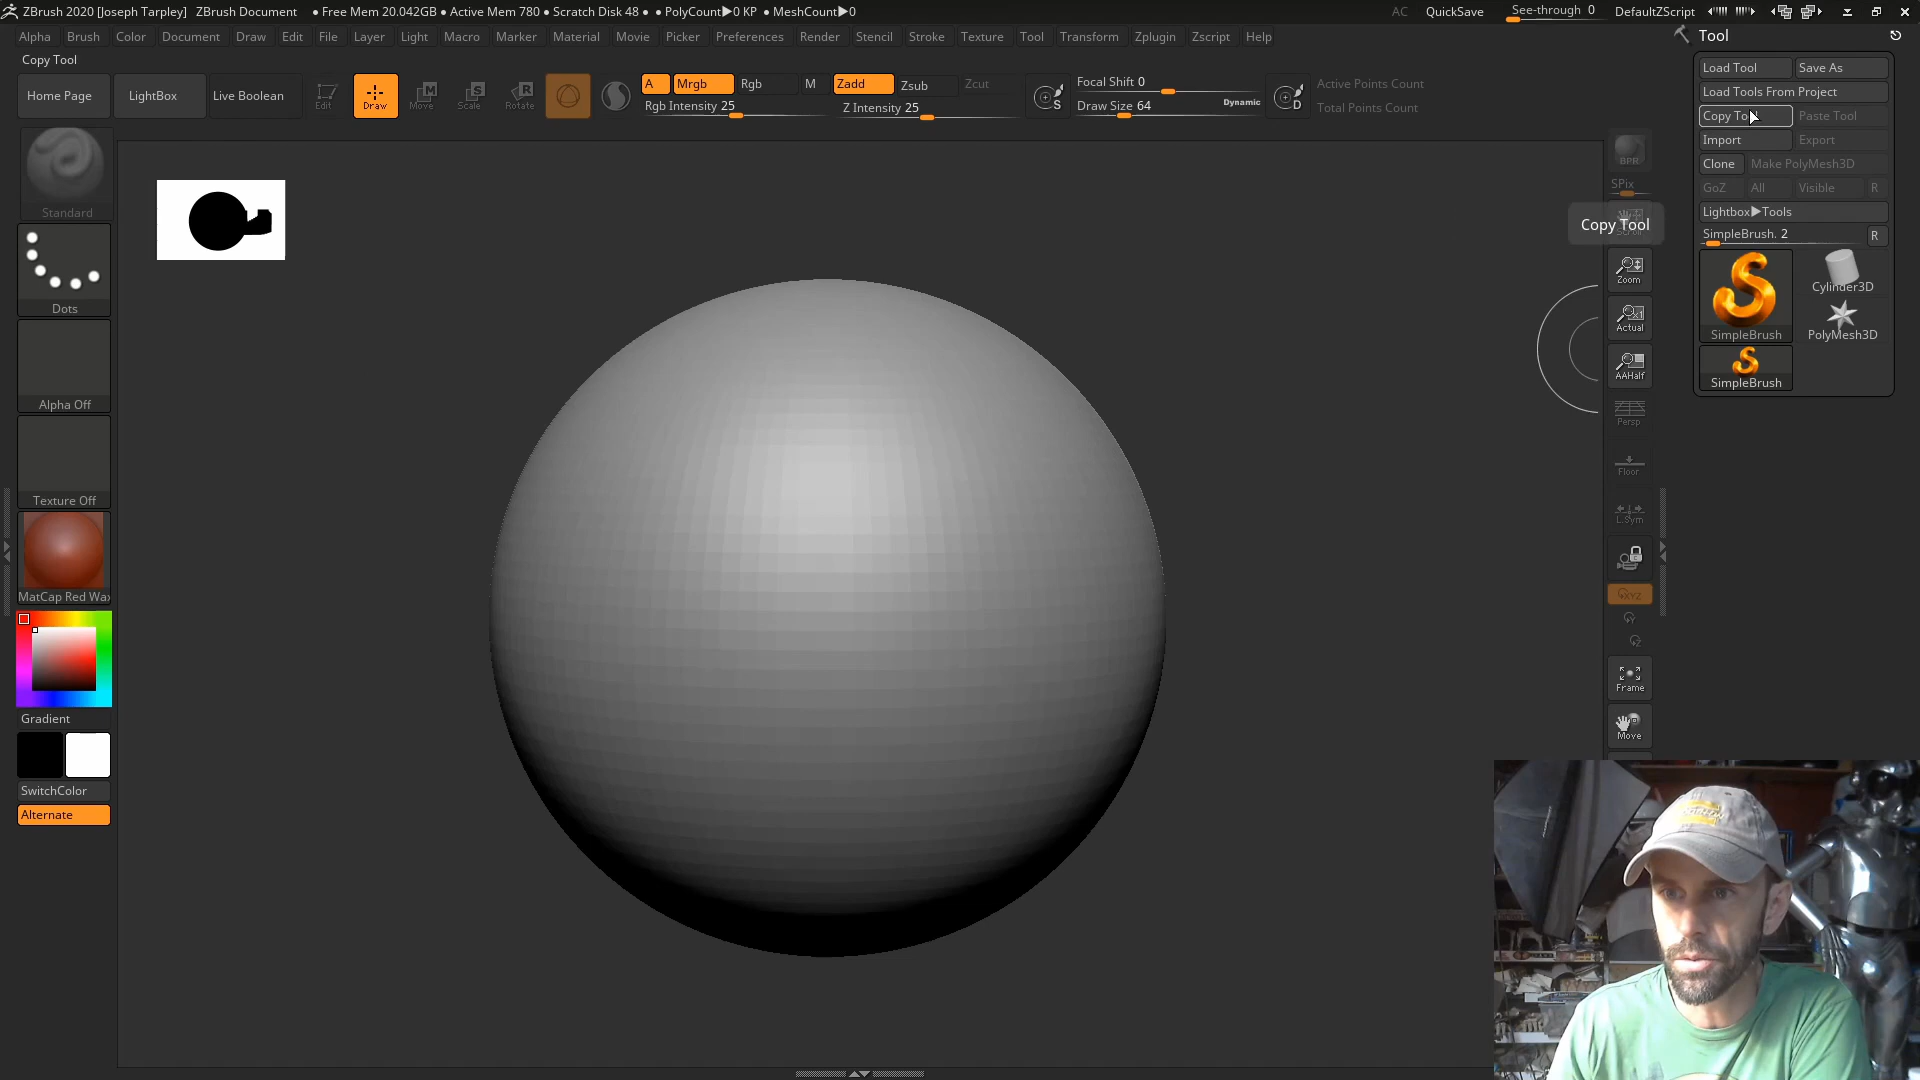 ZBrush 2020 [Joseph Tarpley] ZBrush Document • Free Mem 20.042GB • Active Mem 780 • Scratch Disk 48 • • PolyCount▶0 KP • MeshCount▶0 AC QuickSave See-through 0 DefaultZScript
Alpha Brush Color Document Draw Edit File Layer Light Macro Marker Material Movie Picker Preferences Render Stencil Stroke Texture Tool Transform Zplugin Zscript Help
Copy Tool
Home Page LightBox Live Boolean Edit Draw Move Scale Rotate
A Mrgb Rgb M Zadd Zsub Zcut
Rgb Intensity 25 Z Intensity 25
S Focal Shift 0
Draw Size 64 Dynamic D
Active Points Count
Total Points Count
Standard
Dots
Alpha Off
Texture Off
MatCap Red Wax
Gradient
SwitchColor
Alternate
BPR
SPix
Scroll
Zoom
Actual
AAHalf
Persp
Floor
L.Sym
XYZ
Frame
Move
Copy Tool
Tool
Load Tool Save As
Load Tools From Project
Copy Tool Paste Tool
Import Export
Clone Make PolyMesh3D
GoZ All Visible R
Lightbox▶Tools
SimpleBrush. 2 R
SimpleBrush
Cylinder3D
PolyMesh3D
SimpleBrush